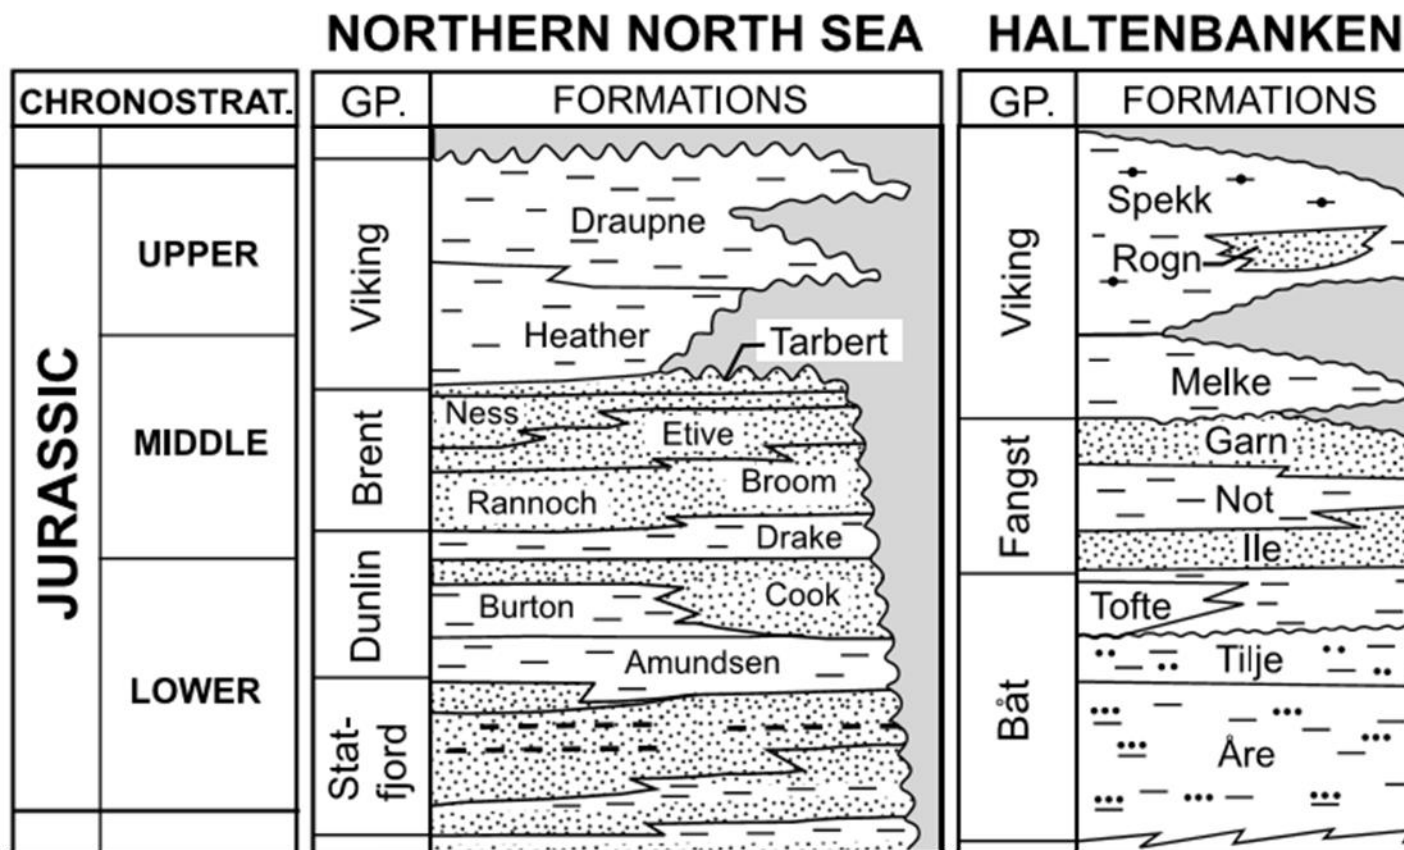 NORTHERN NORTH SEA
HALTENBANKEN
CHRONOSTRAT.
GP.
FORMATIONS
GP.
FORMATIONS
JURASSIC
UPPER
MIDDLE
LOWER
Viking
Brent
Dunlin
Stat-
fjord
Draupne
Heather
Tarbert
Ness
Etive
Broom
Rannoch
Drake
Cook
Burton
Amundsen
Viking
Fangst
Båt
Spekk
Rogn
Melke
Garn
Not
Ile
Tofte
Tilje
Åre